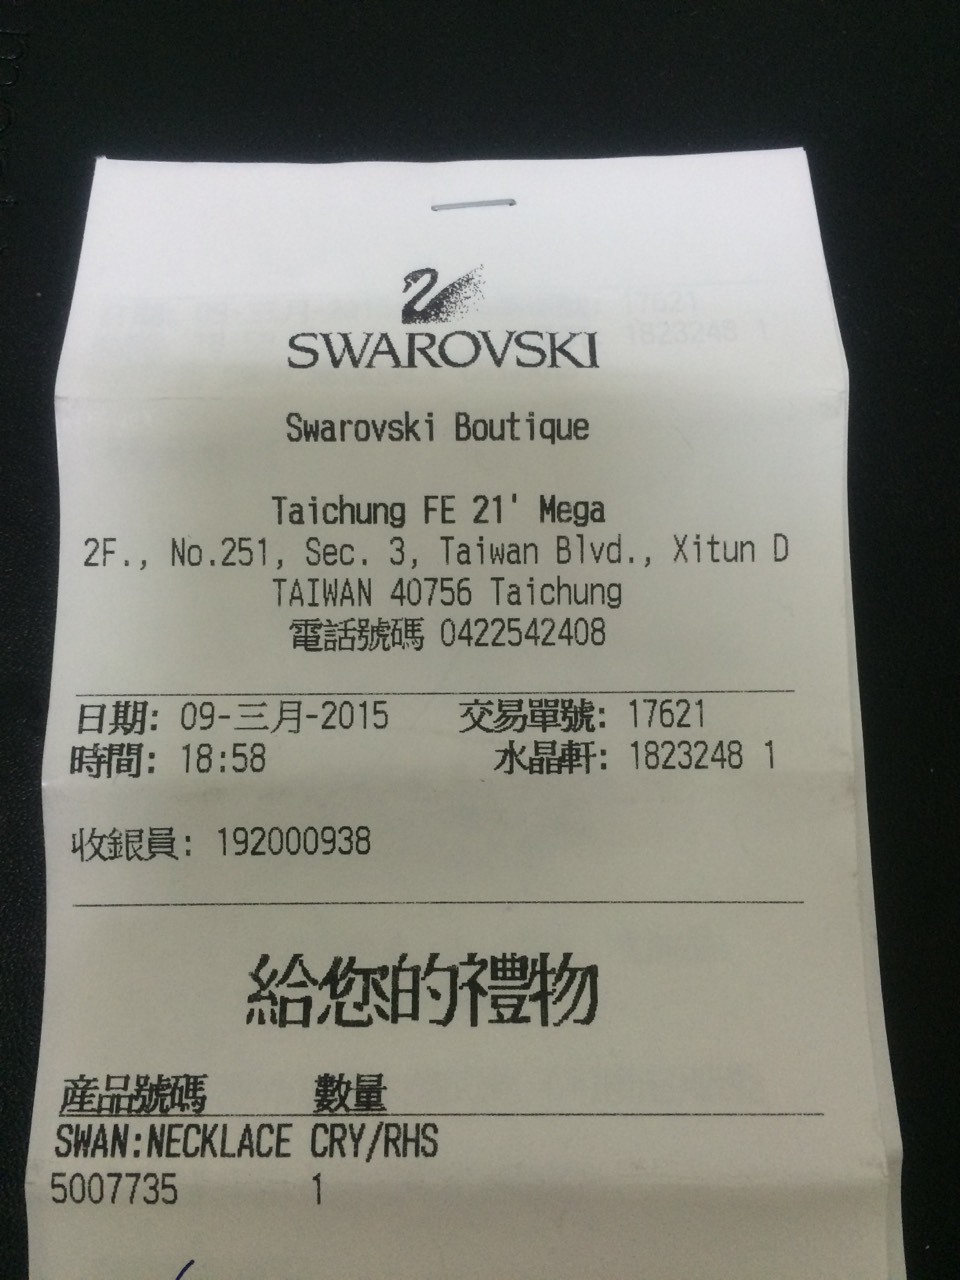 SWAROVSKI
Swarovski Boutique
Taichung FE 21' Mega
2F., No.251, Sec. 3, Taiwan Blvd., Xitun D
TAIWAN 40756 Taichung
電話號碼 0422542408
日期: 09-三月-2015 交易單號: 17621
時間: 18:58 水晶軒: 1823248 1
收銀員: 192000938
給您的禮物
產品號碼 數量
SWAN:NECKLACE CRY/RHS
5007735 1